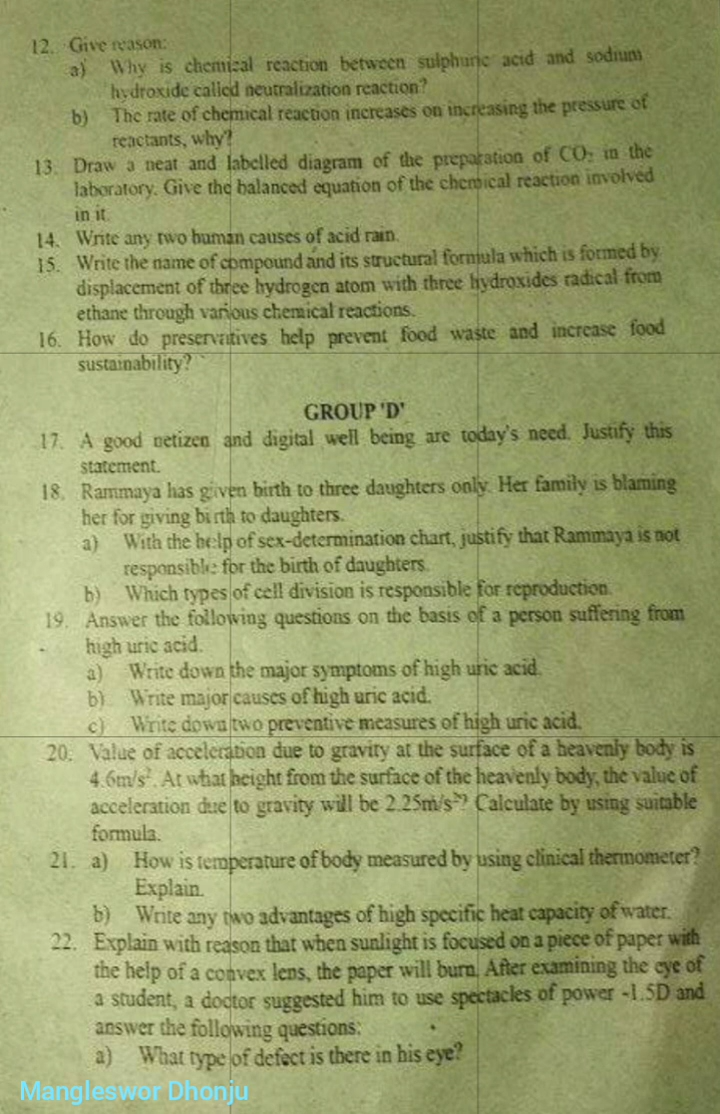 12. Give reason:
a) Why is chemical reaction between sulphuric acid and sodium
hydroxide called neutralization reaction?
b) The rate of chemical reaction increases on increasing the pressure of
reactants, why?
13. Draw a neat and labelled diagram of the preparation of CO₂ in the
laboratory. Give the balanced equation of the chemical reaction involved
in it.
14. Write any two human causes of acid rain.
15. Write the name of compound and its structural formula which is formed by
displacement of three hydrogen atom with three hydroxides radical from
ethane through various chemical reactions.
16. How do preservatives help prevent food waste and increase food
sustainability?
GROUP 'D'
17. A good netizen and digital well being are today's need. Justify this
statement.
18. Rammaya has given birth to three daughters only. Her family is blaming
her for giving birth to daughters.
a) With the help of sex-determination chart, justify that Rammaya is not
responsible for the birth of daughters.
b) Which types of cell division is responsible for reproduction.
19. Answer the following questions on the basis of a person suffering from
high uric acid.
a) Write down the major symptoms of high uric acid.
b) Write major causes of high uric acid.
c) Write down two preventive measures of high uric acid.
20. Value of acceleration due to gravity at the surface of a heavenly body is
4.6m/s². At what height from the surface of the heavenly body, the value of
acceleration due to gravity will be 2.25m/s²? Calculate by using suitable
formula.
21. a) How is temperature of body measured by using clinical thermometer?
Explain.
b) Write any two advantages of high specific heat capacity of water.
22. Explain with reason that when sunlight is focused on a piece of paper with
the help of a convex lens, the paper will burn. After examining the eye of
a student, a doctor suggested him to use spectacles of power -1.5D and
answer the following questions:
a) What type of defect is there in his eye?
Mangleswor Dhonju